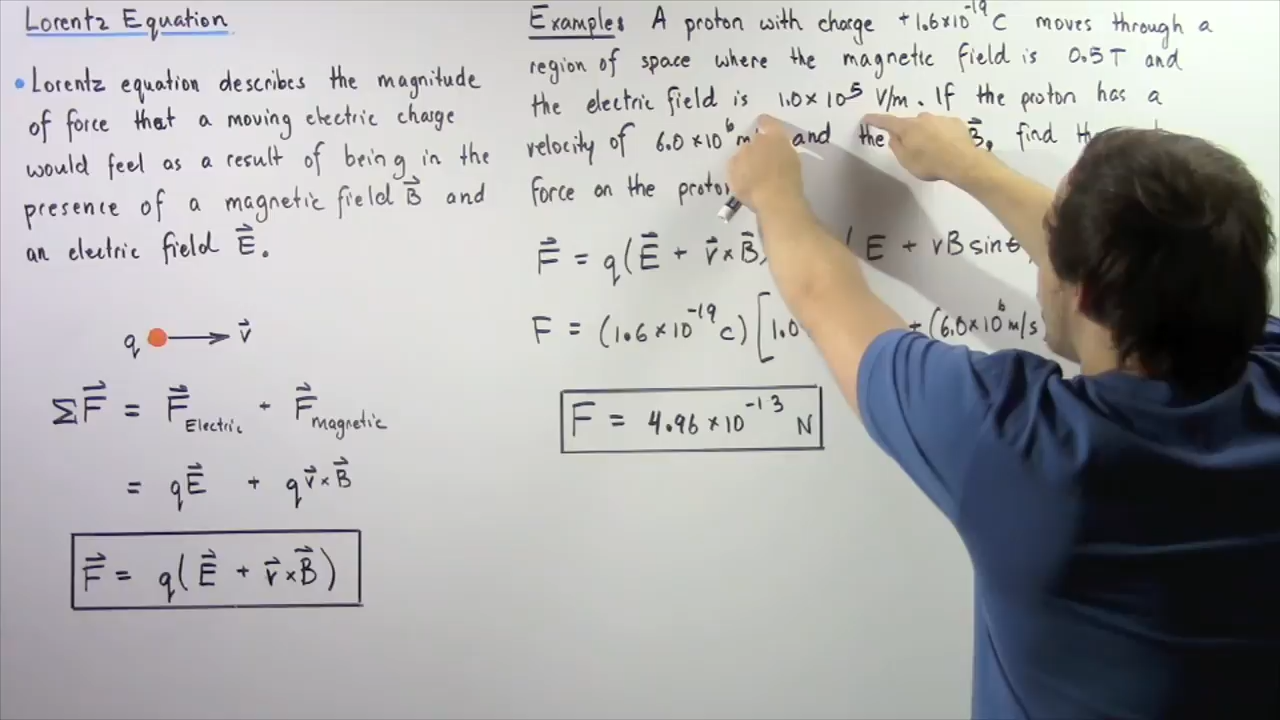 Lorentz Equation
• Lorentz equation describes the magnitude
of force that a moving electric charge
would feel as a result of being in the
presence of a magnetic field B⃗ and
an electric field E⃗.
q v⃗
ΣF⃗ = F⃗Electric + F⃗magnetic
= qE⃗ + qv⃗×B⃗
F⃗ = q(E⃗ + v⃗×B⃗)
Example: A proton with charge +1.6×10⁻¹⁹ C moves through a
region of space where the magnetic field is 0.5 T and
the electric field is 1.0×10⁵ V/m. If the proton has a
velocity of 6.0×10⁶ and the B⃗, find
force on the
F⃗ = q(E⃗ + v⃗×B⃗) E + vB sinθ
F = (1.6×10⁻¹⁹ C)[1.0 + (6.0×10⁶ m/s
F = 4.96×10⁻¹³ N